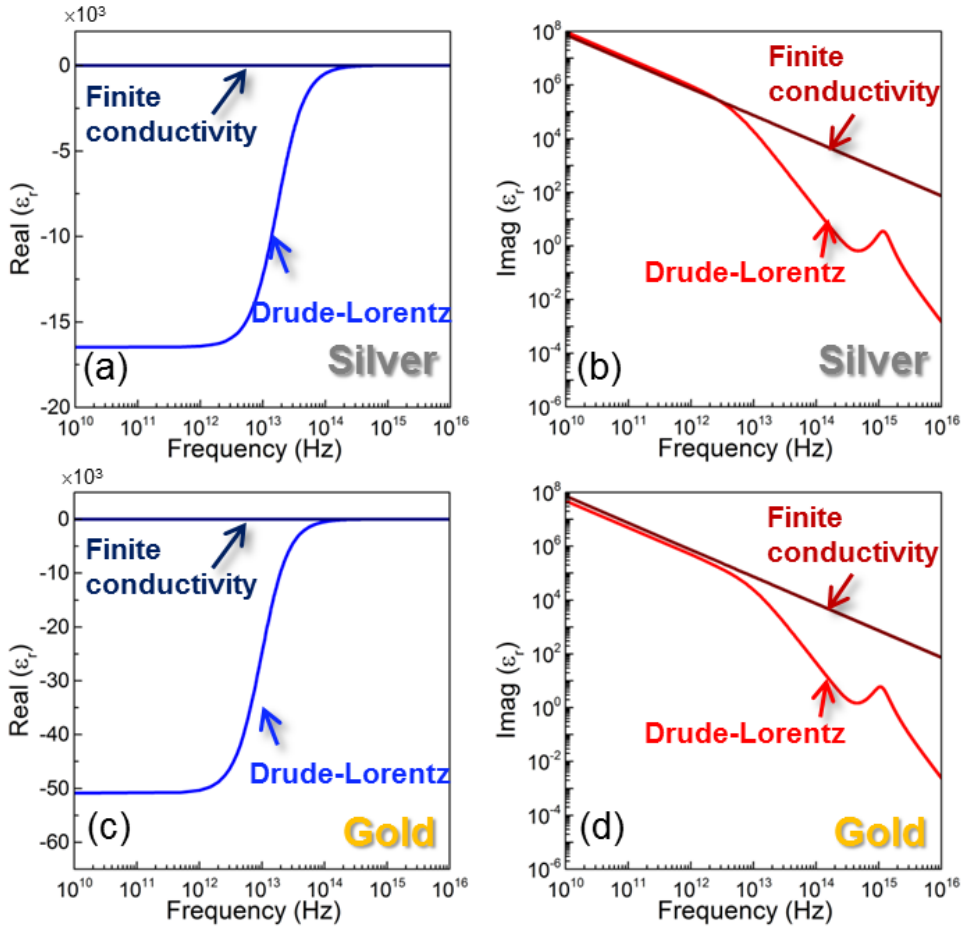 ×10³
0
-5
-10
-15
-20
Real (εr)
Finite
conductivity
Drude-Lorentz
(a)
Silver
10¹⁰ 10¹¹ 10¹² 10¹³ 10¹⁴ 10¹⁵ 10¹⁶
Frequency (Hz)
10⁸
10⁶
10⁴
10²
10⁰
10⁻²
10⁻⁴
10⁻⁶
Imag (εr)
Finite
conductivity
Drude-Lorentz
(b)
Silver
10¹⁰ 10¹¹ 10¹² 10¹³ 10¹⁴ 10¹⁵ 10¹⁶
Frequency (Hz)
×10³
0
-10
-20
-30
-40
-50
-60
Real (εr)
Finite
conductivity
Drude-Lorentz
(c)
Gold
10¹⁰ 10¹¹ 10¹² 10¹³ 10¹⁴ 10¹⁵ 10¹⁶
Frequency (Hz)
10⁸
10⁶
10⁴
10²
10⁰
10⁻²
10⁻⁴
10⁻⁶
Imag (εr)
Finite
conductivity
Drude-Lorentz
(d)
Gold
10¹⁰ 10¹¹ 10¹² 10¹³ 10¹⁴ 10¹⁵ 10¹⁶
Frequency (Hz)